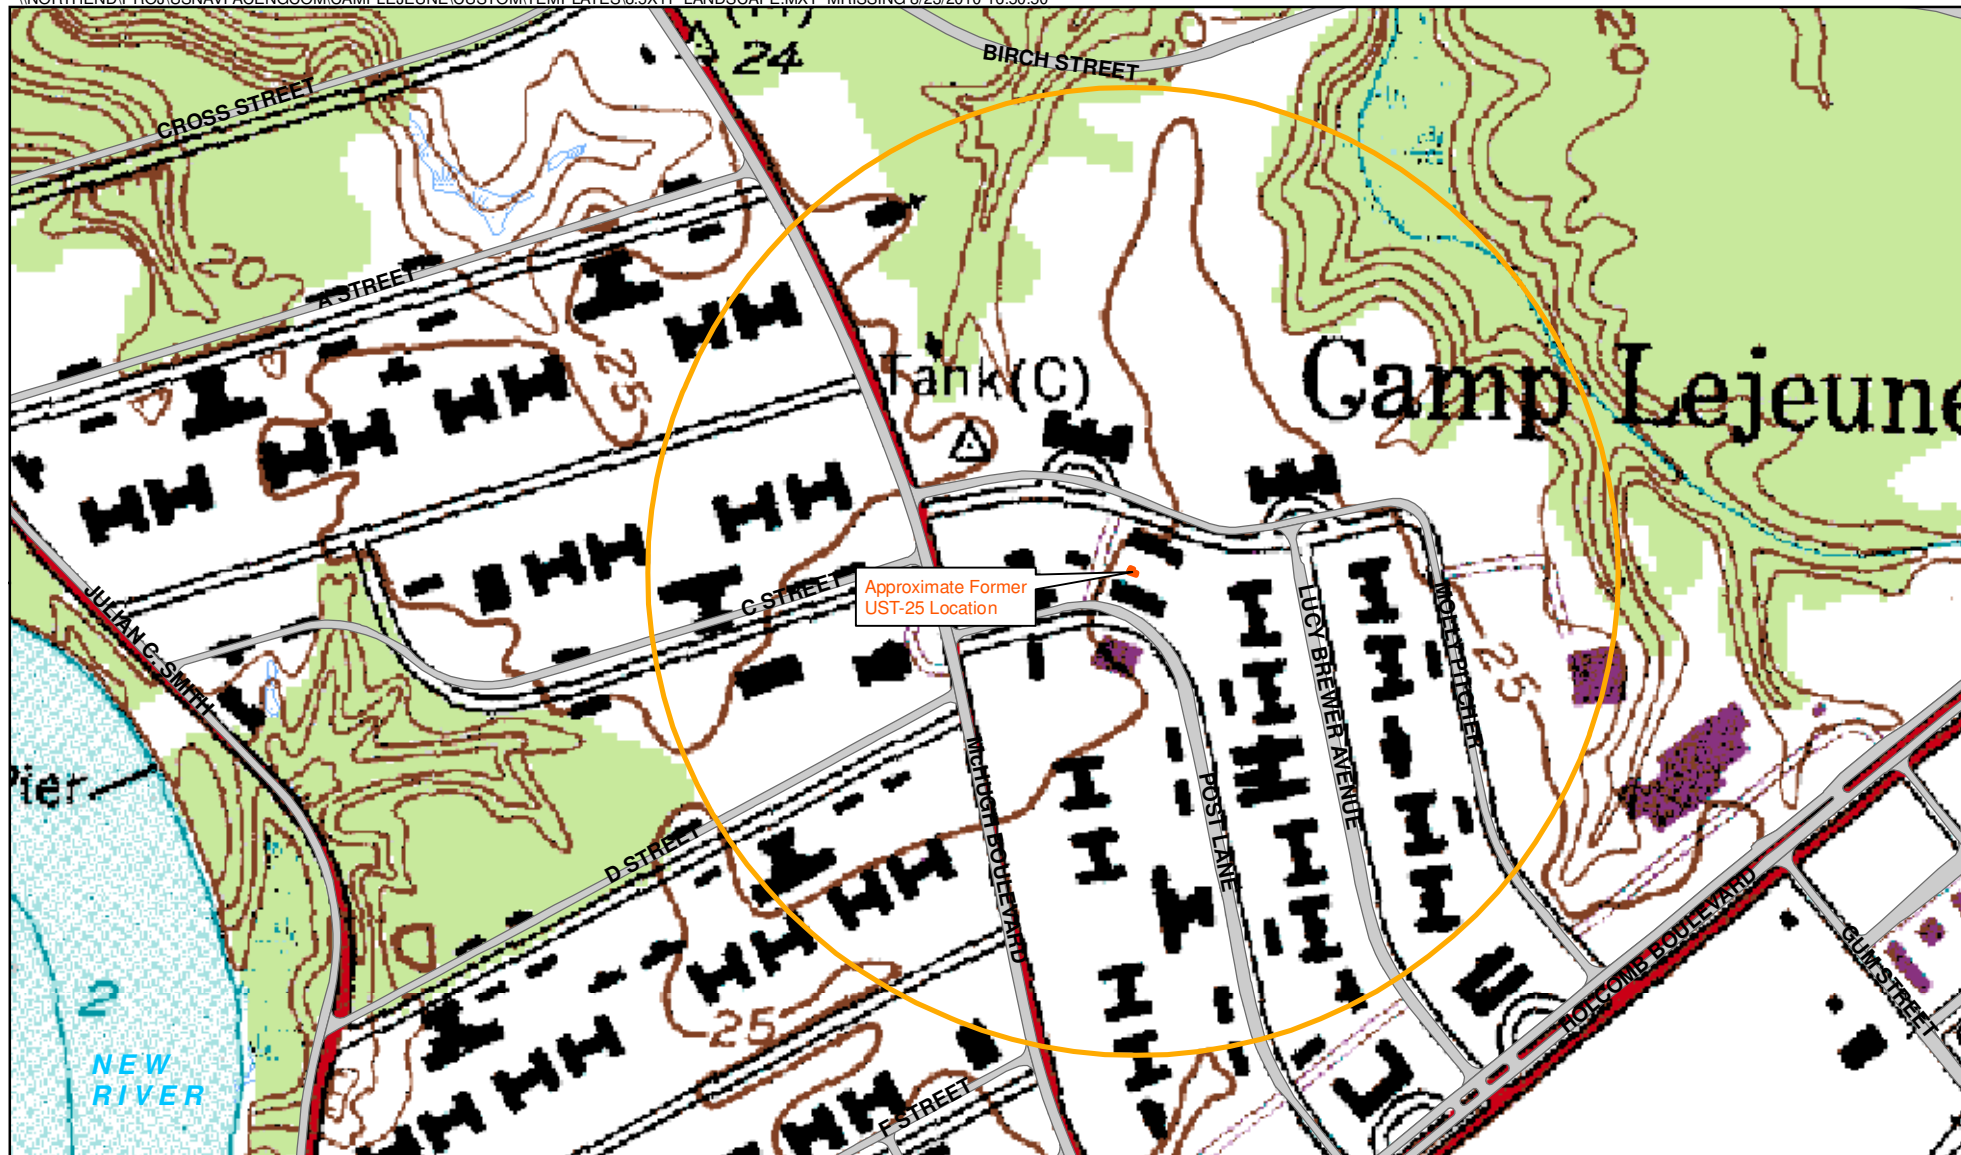 24
BIRCH STREET
20
CROSS STREET
20
A STREET
25
Tank (C)
Camp Lejeune
C STREET
Approximate Former
UST-25 Location
JULIAN C. SMITH
LUCY BREWER AVENUE
MOLLY PITCHER
25
Pier
McHUGH BOULEVARD
POST LANE
D STREET
HOLCOMB BOULEVARD
GUM STREET
2
25
NEW
RIVER
F STREET